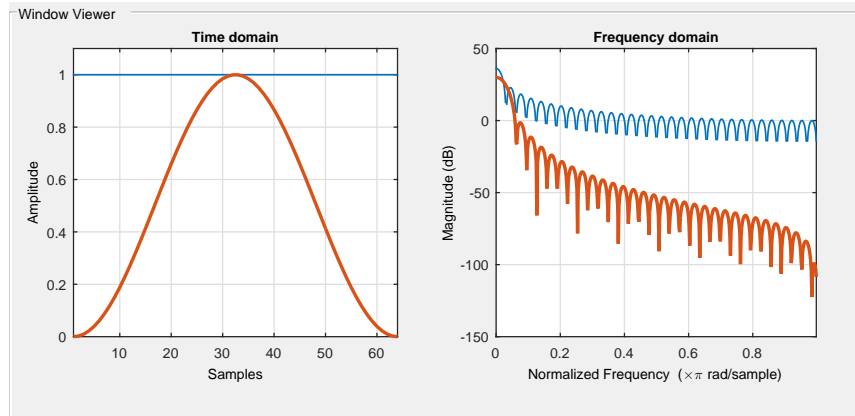 Window Viewer
Time domain
Amplitude
1
0.8
0.6
0.4
0.2
0
10 20 30 40 50 60
Samples
Frequency domain
Magnitude (dB)
50
0
-50
-100
-150
0 0.2 0.4 0.6 0.8
Normalized Frequency (×π rad/sample)